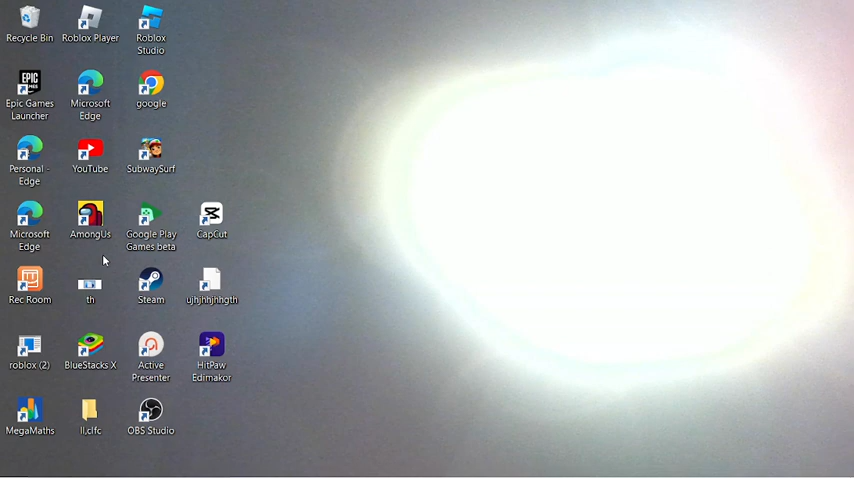 Recycle Bin
Roblox Player
Roblox
Studio
EPIC
GAMES
Epic Games
Launcher
Microsoft
Edge
google
Personal -
Edge
YouTube
SubwaySurf
Microsoft
Edge
AmongUs
Google Play
Games beta
CapCut
Rec Room
th
Steam
ujhjhhjhhgth
roblox (2)
BlueStacks X
Active
Presenter
HitPaw
Edimakor
MegaMaths
ll,clfc
OBS Studio